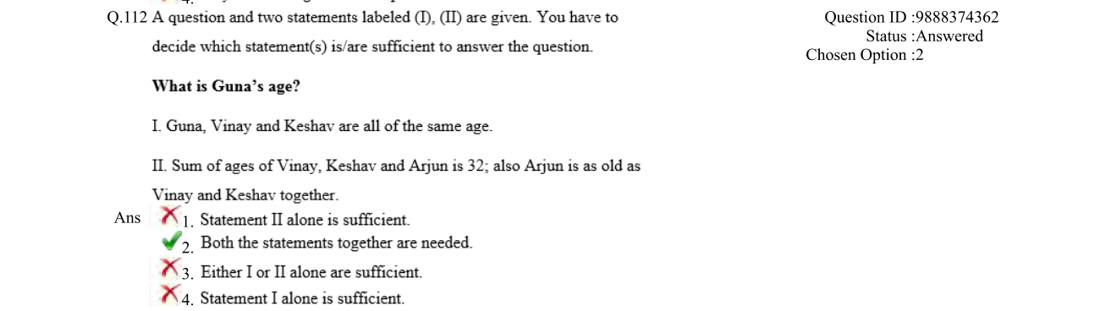 Q.112 A question and two statements labeled (I), (II) are given. You have to
decide which statement(s) is/are sufficient to answer the question.
Question ID :9888374362
Status :Answered
Chosen Option :2
What is Guna's age?
I. Guna, Vinay and Keshav are all of the same age.
II. Sum of ages of Vinay, Keshav and Arjun is 32; also Arjun is as old as
Vinay and Keshav together.
Ans 1. Statement II alone is sufficient.
2. Both the statements together are needed.
3. Either I or II alone are sufficient.
4. Statement I alone is sufficient.